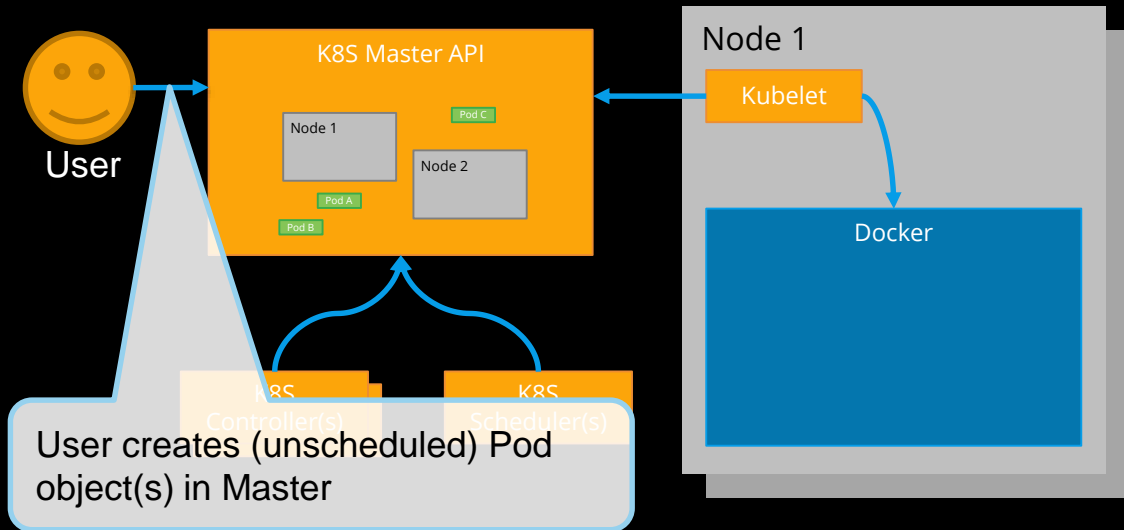 User
K8S Master API
Node 1
Pod C
Node 2
Pod A
Pod B
K8S
Controller(s)
K8S
Scheduler(s)
User creates (unscheduled) Pod
object(s) in Master
Node 1
Kubelet
Docker